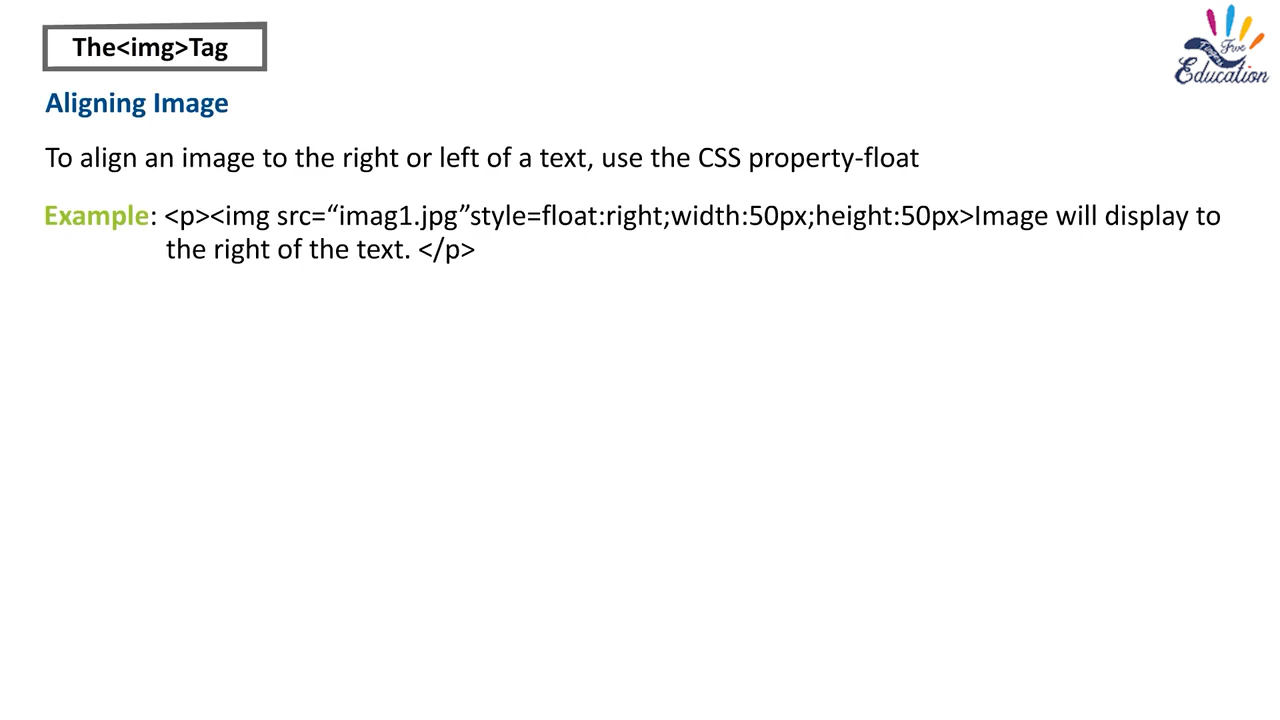 The<img>Tag
Five
Fingers
Education
Aligning Image
To align an image to the right or left of a text, use the CSS property-float
Example: <p><img src=“imag1.jpg”style=float:right;width:50px;height:50px>Image will display to
the right of the text. </p>